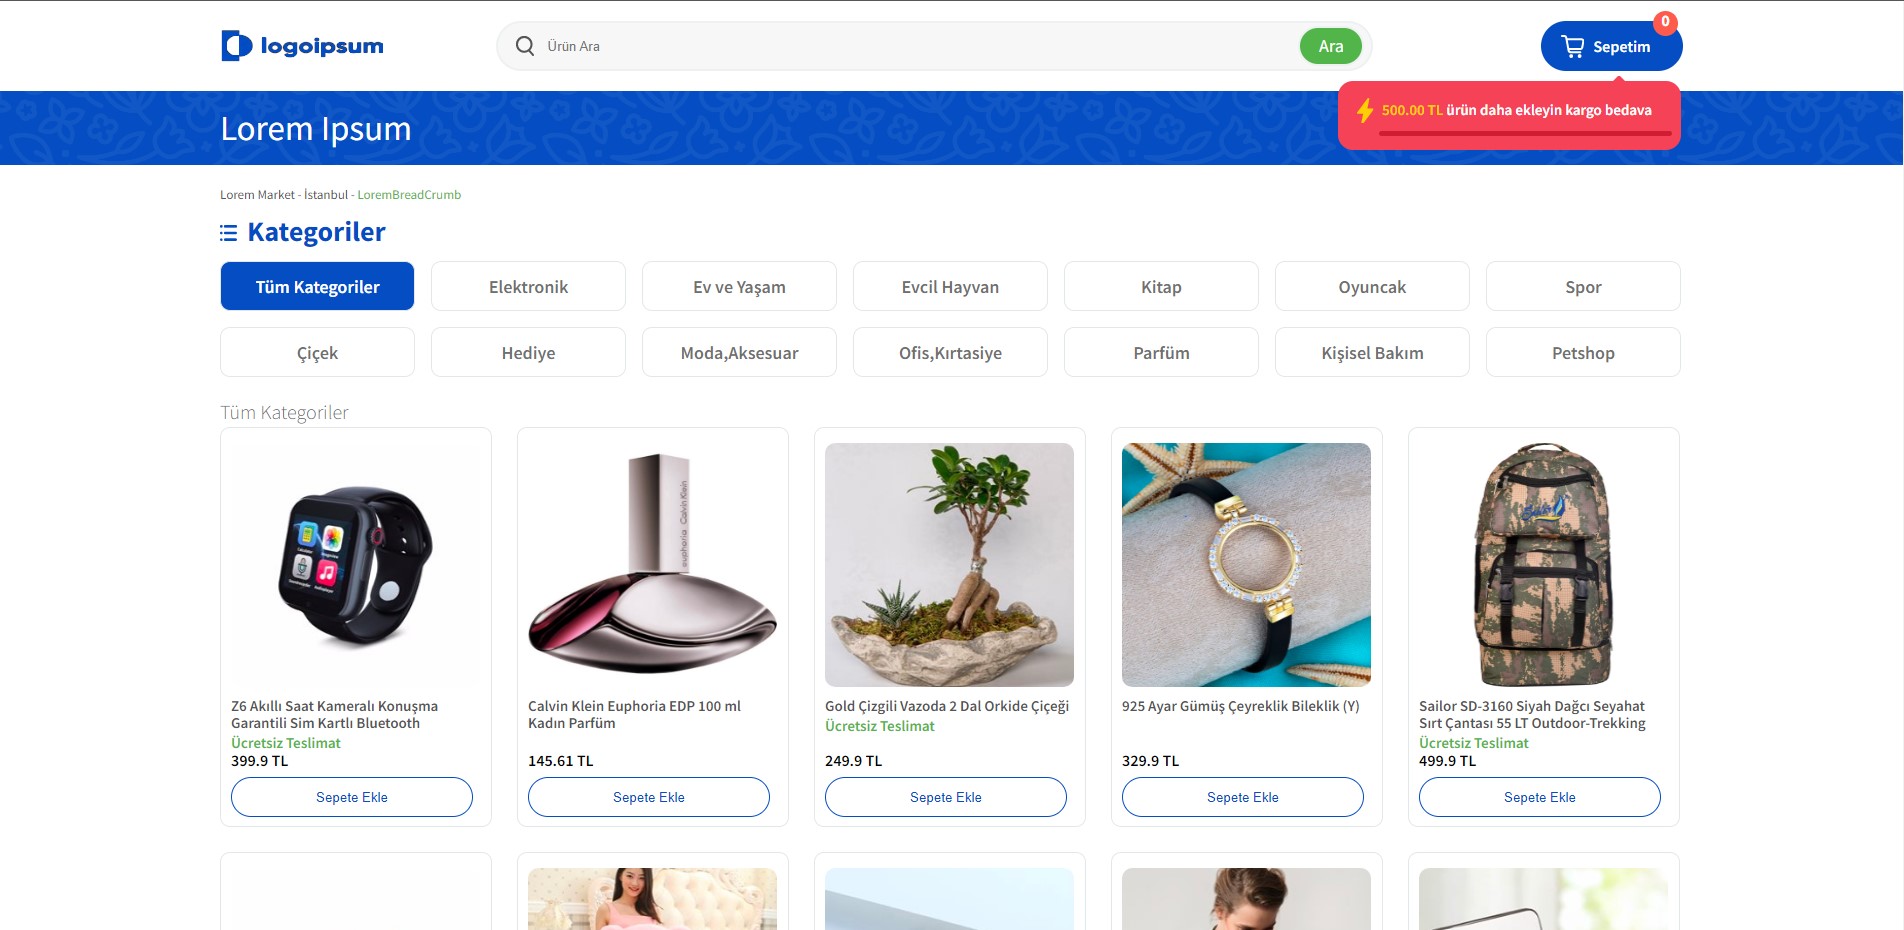 logoipsum
Ürün Ara
Ara
Sepetim
0
500.00 TL ürün daha ekleyin kargo bedava
Lorem Ipsum
Lorem Market - İstanbul - LoremBreadCrumb
Kategoriler
Tüm Kategoriler
Elektronik
Ev ve Yaşam
Evcil Hayvan
Kitap
Oyuncak
Spor
Çiçek
Hediye
Moda,Aksesuar
Ofis,Kırtasiye
Parfüm
Kişisel Bakım
Petshop
Tüm Kategoriler
euphoria Calvin Klein
Z6 Akıllı Saat Kameralı Konuşma
Garantili Sim Kartlı Bluetooth
Ücretsiz Teslimat
399.9 TL
Sepete Ekle
Calvin Klein Euphoria EDP 100 ml
Kadın Parfüm
145.61 TL
Sepete Ekle
Gold Çizgili Vazoda 2 Dal Orkide Çiçeği
Ücretsiz Teslimat
249.9 TL
Sepete Ekle
925 Ayar Gümüş Çeyreklik Bileklik (Y)
329.9 TL
Sepete Ekle
Sailor SD-3160 Siyah Dağcı Seyahat
Sırt Çantası 55 LT Outdoor-Trekking
Ücretsiz Teslimat
499.9 TL
Sepete Ekle